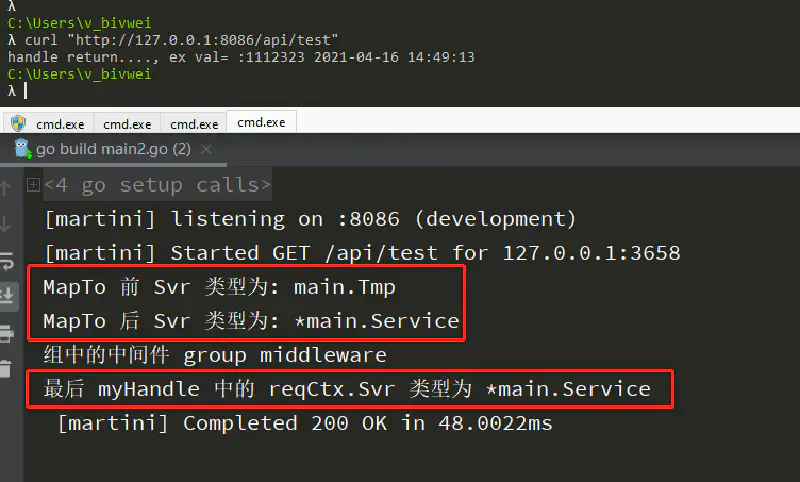 λ
C:\Users\v_bivwei
λ curl "http://127.0.0.1:8086/api/test"
handle return...., ex val= :1112323 2021-04-16 14:49:13
C:\Users\v_bivwei
λ
cmd.exe cmd.exe cmd.exe cmd.exe
go build main2.go (2)
<4 go setup calls>
[martini] listening on :8086 (development)
[martini] Started GET /api/test for 127.0.0.1:3658
MapTo 前 Svr 类型为: main.Tmp
MapTo 后 Svr 类型为: *main.Service
组中的中间件 group middleware
最后 myHandle 中的 reqCtx.Svr 类型为 *main.Service
[martini] Completed 200 OK in 48.0022ms